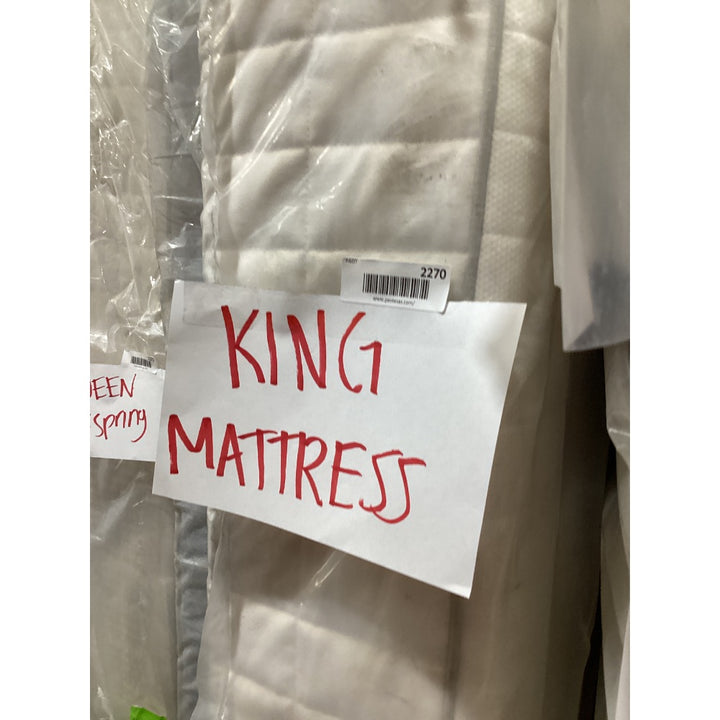 2270
KING
MATTRESS
EEN
spring